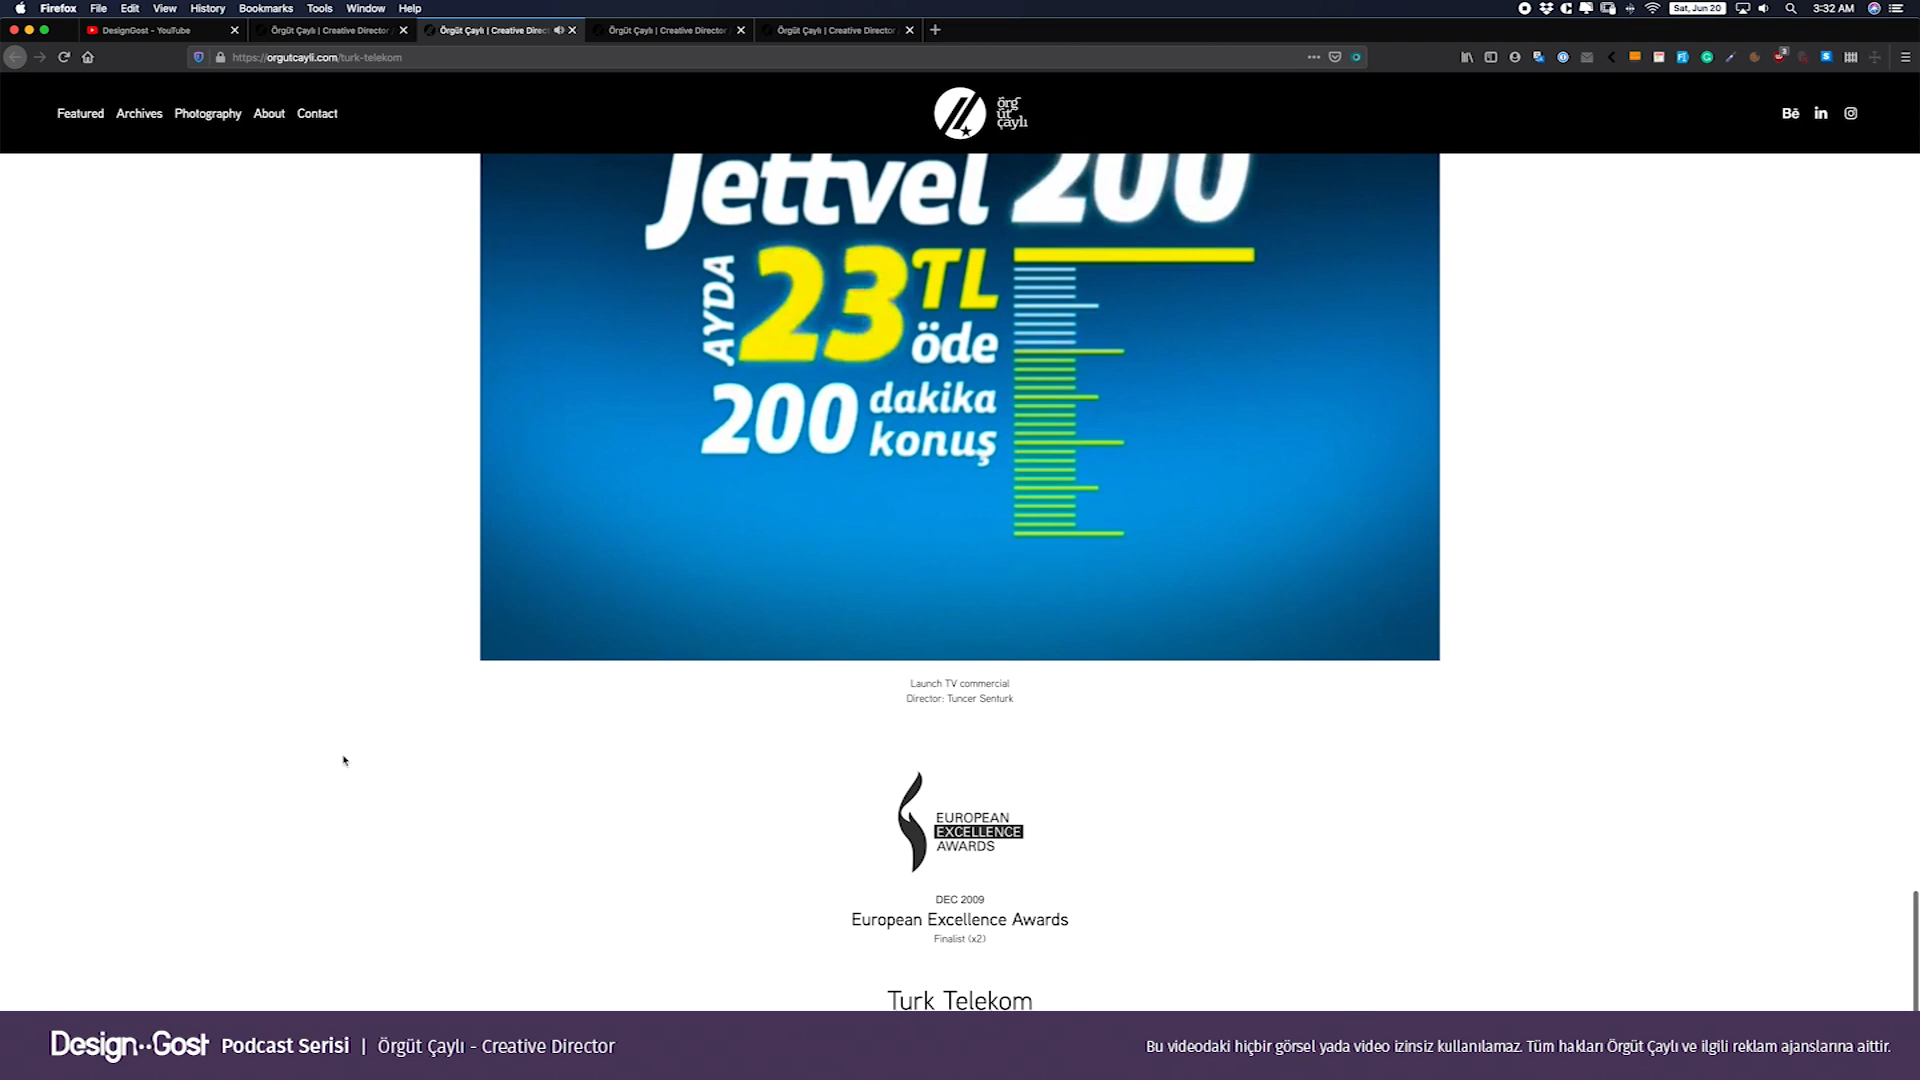 Firefox File Edit View History Bookmarks Tools Window Help
Sat, Jun 20 3:32 AM
DesignGost - YouTube
Örgüt Çaylı | Creative Director
Örgüt Çaylı | Creative Direc
Örgüt Çaylı | Creative Director
Örgüt Çaylı | Creative Director
https://orgutcayli.com/turk-telekom
Featured Archives Photography About Contact
örg
üt
çaylı
Bē in
Jettvel 200
AYDA 23 TL
öde
200 dakika
konuş
Launch TV commercial
Director: Tuncer Senturk
EUROPEAN
EXCELLENCE
AWARDS
DEC 2009
European Excellence Awards
Finalist (x2)
Turk Telekom
Design··Gost Podcast Serisi | Örgüt Çaylı - Creative Director
Bu videodaki hiçbir görsel yada video izinsiz kullanılamaz. Tüm hakları Örgüt Çaylı ve ilgili reklam ajanslarına aittir.